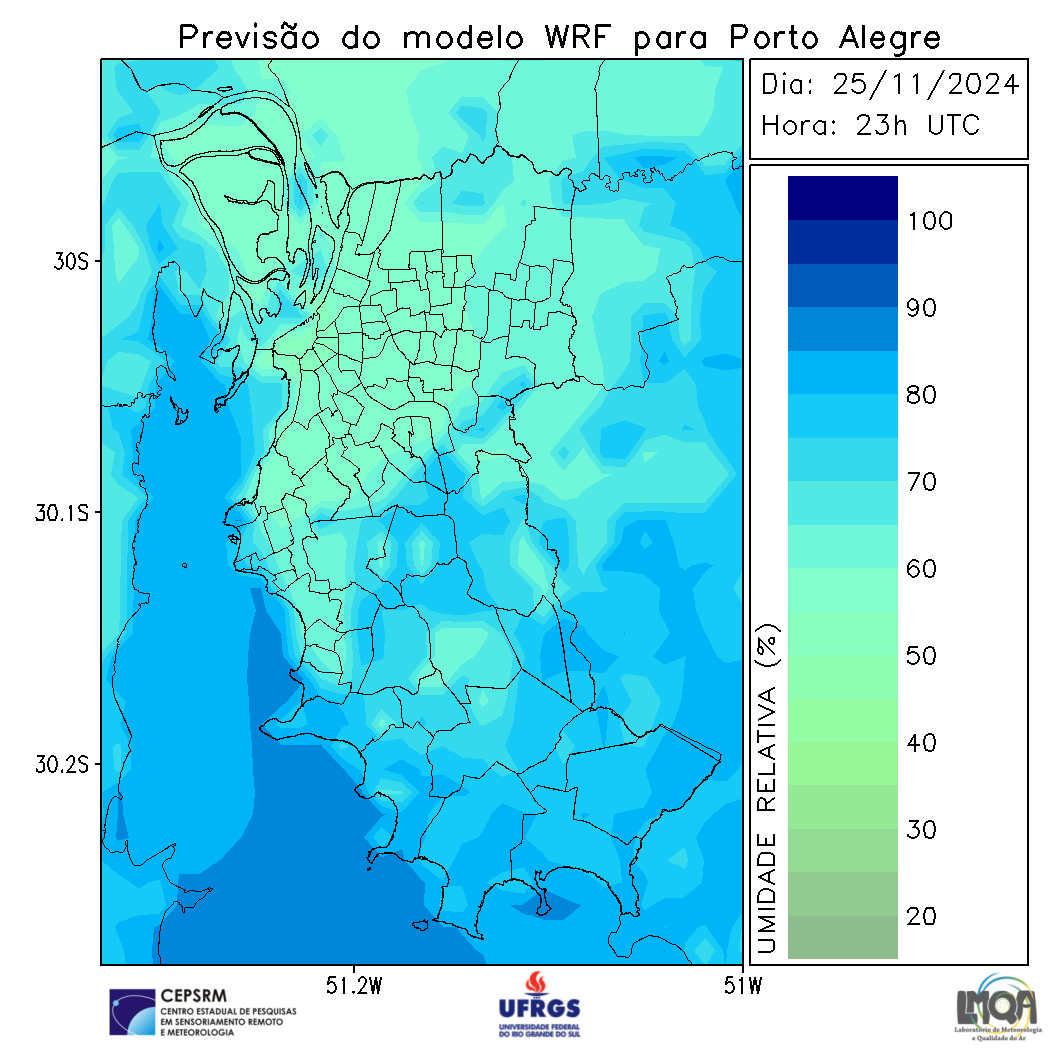 Previsão do modelo WRF para Porto Alegre
Dia: 25/11/2024
Hora: 23h UTC
30S
30.1S
30.2S
51.2W
51W
UMIDADE RELATIVA (%)
100
90
80
70
60
50
40
30
20
CEPSRM
CENTRO ESTADUAL DE PESQUISAS
EM SENSORIAMENTO REMOTO
E METEOROLOGIA
UFRGS
UNIVERSIDADE FEDERAL
DO RIO GRANDE DO SUL
LMQA
Laboratório de Meteorologia
e Qualidade do Ar